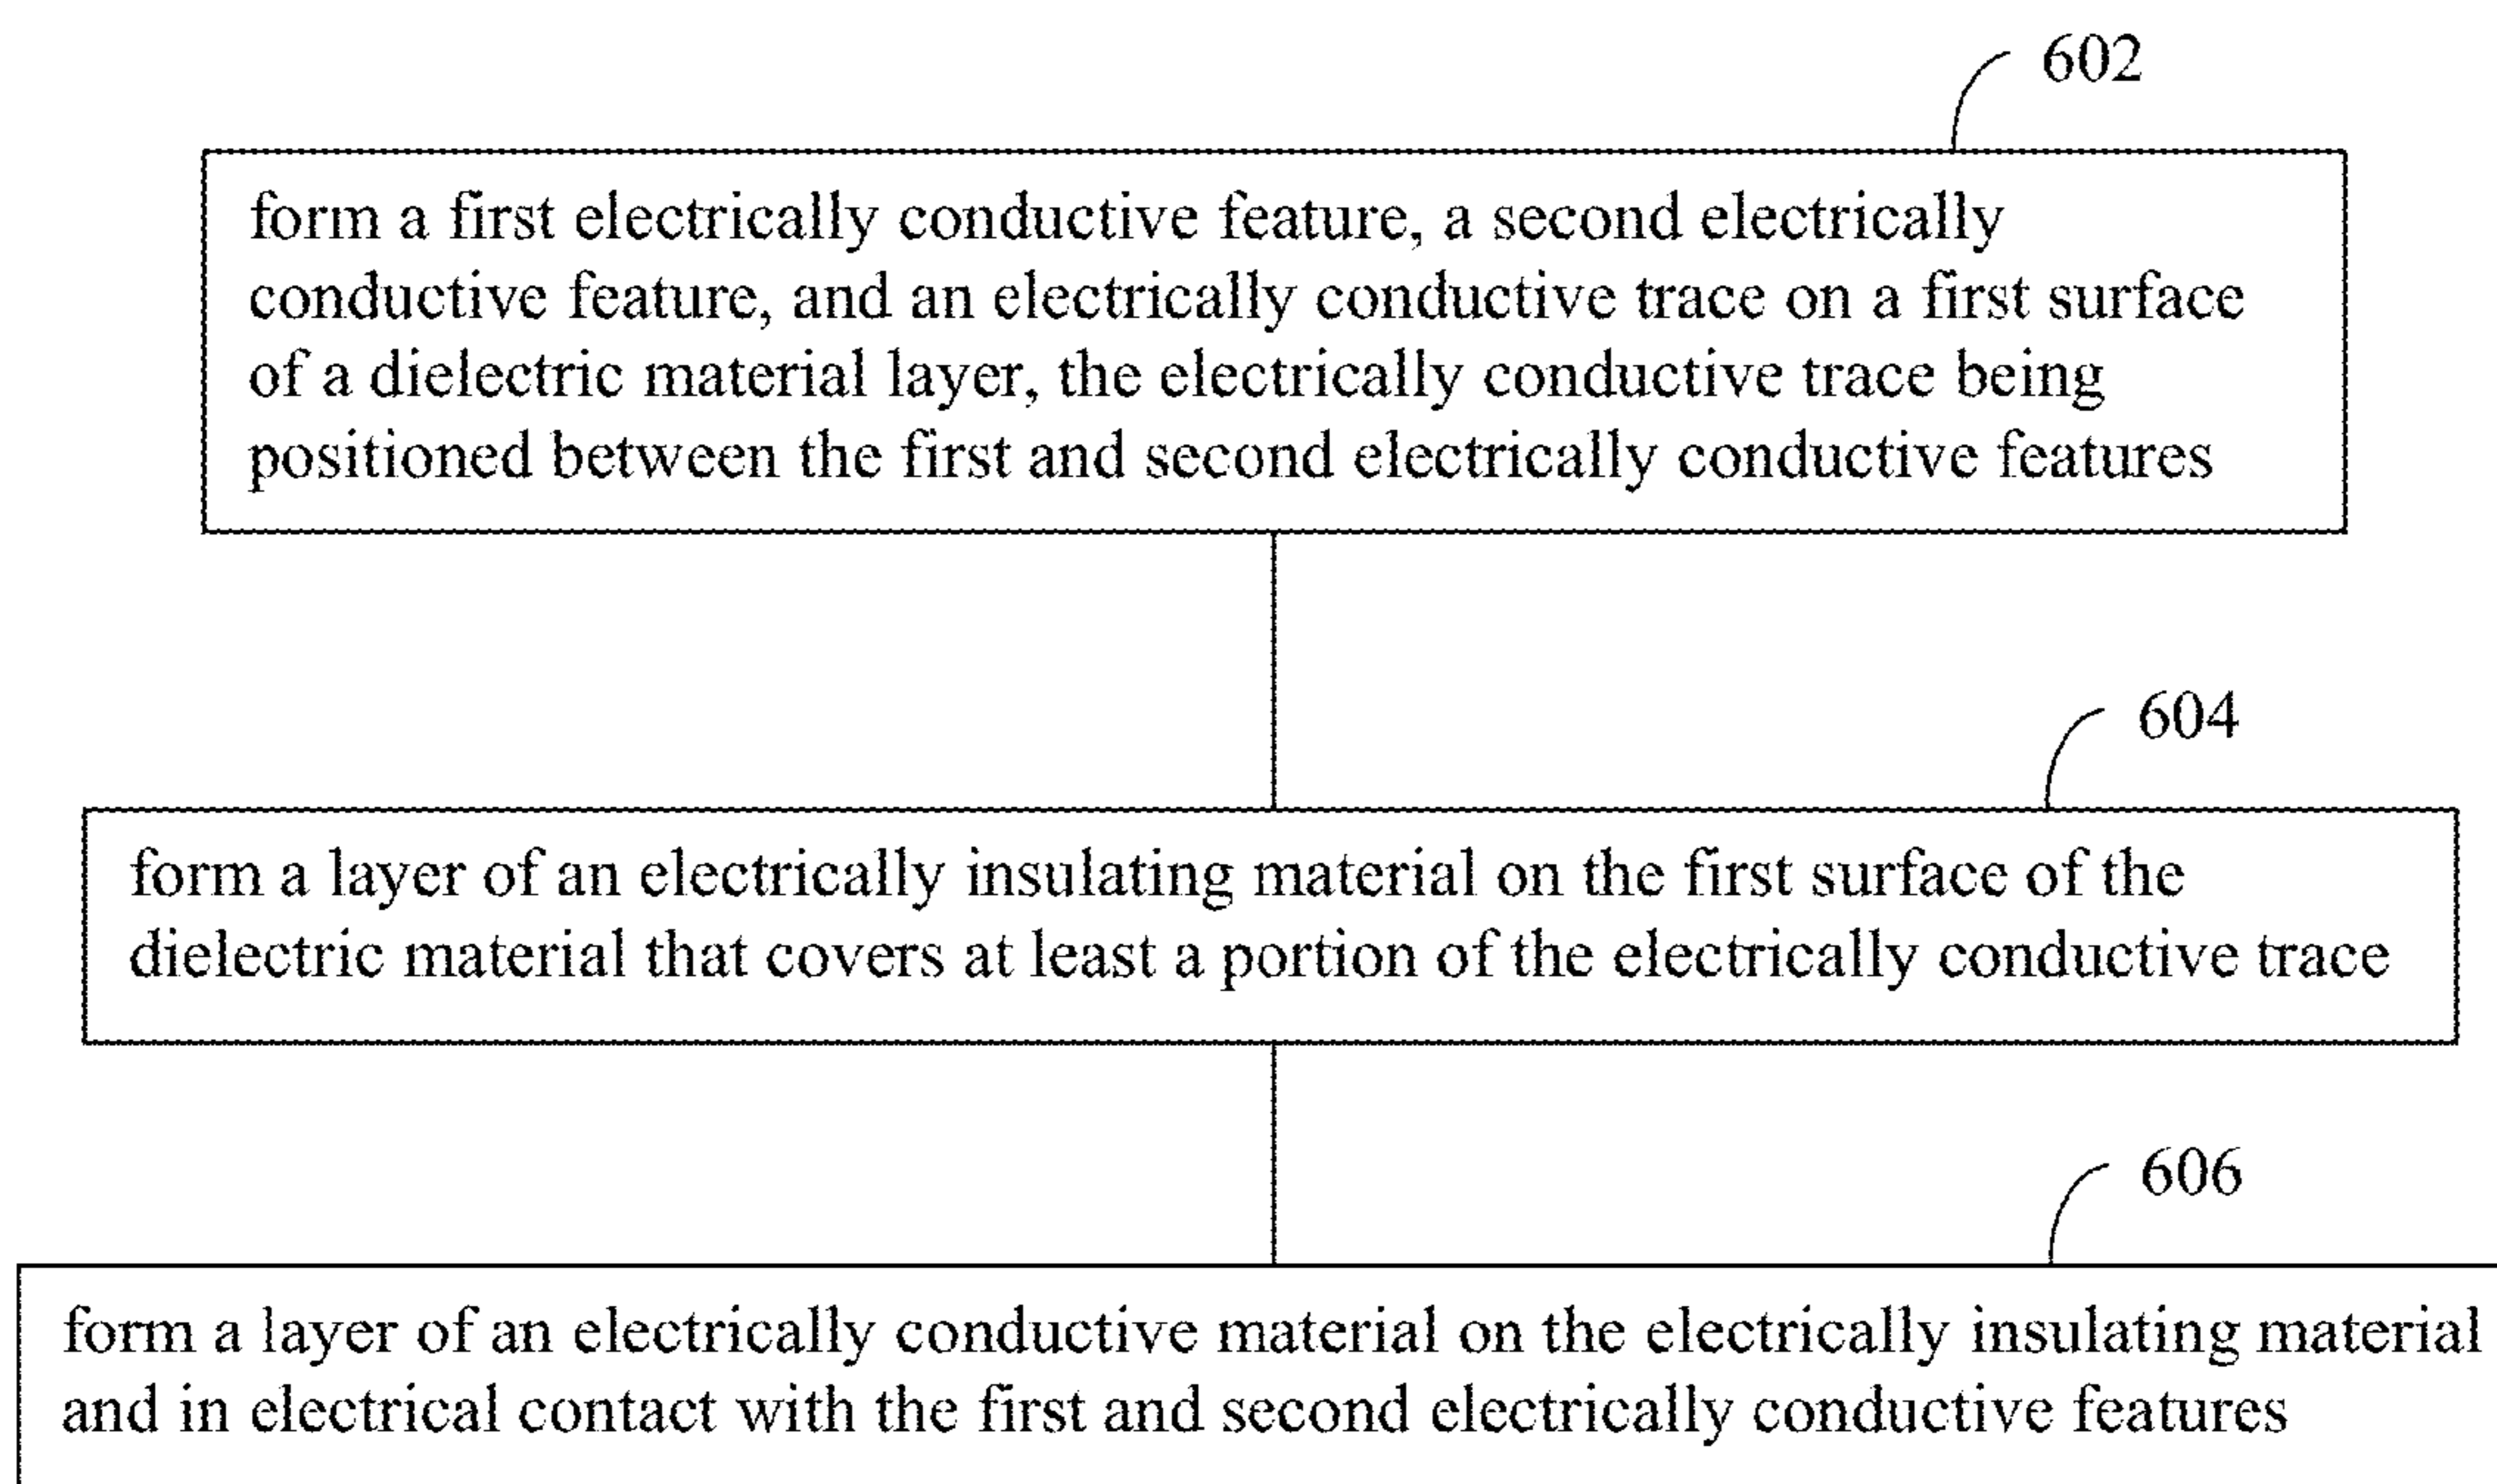 602
form a first electrically conductive feature, a second electrically
conductive feature, and an electrically conductive trace on a first surface
of a dielectric material layer, the electrically conductive trace being
positioned between the first and second electrically conductive features
604
form a layer of an electrically insulating material on the first surface of the
dielectric material that covers at least a portion of the electrically conductive trace
606
form a layer of an electrically conductive material on the electrically insulating material
and in electrical contact with the first and second electrically conductive features